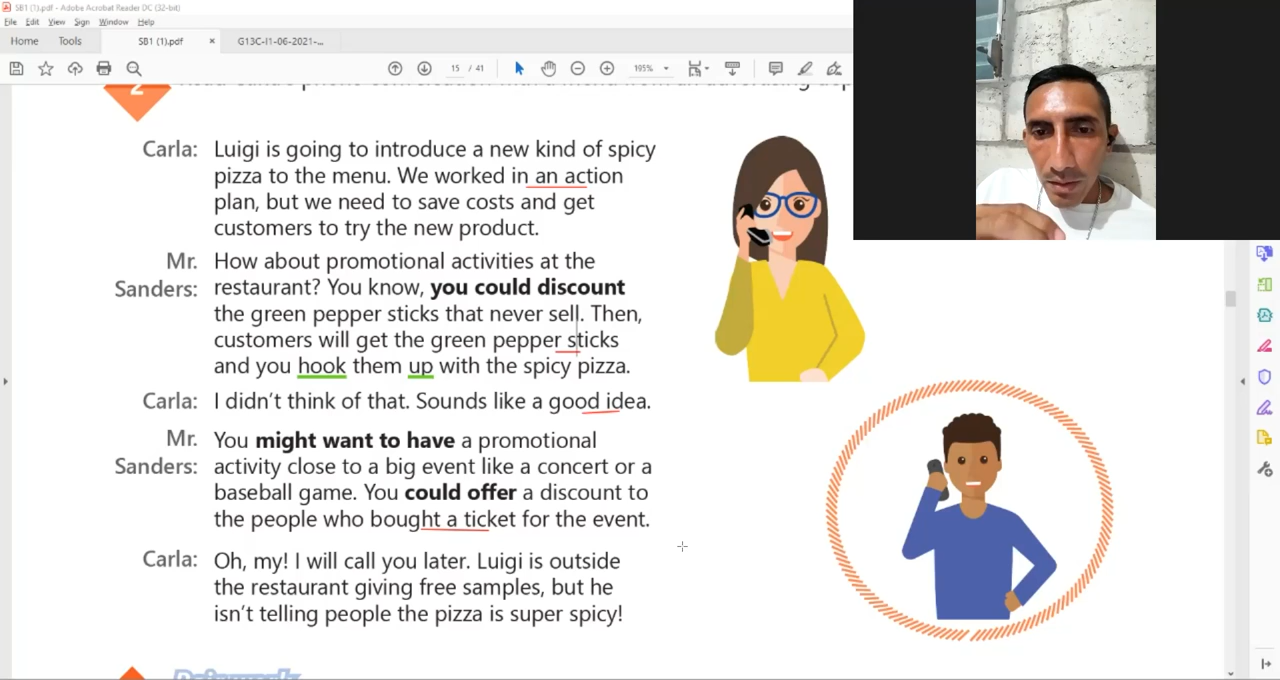 SB1 (1).pdf - Adobe Acrobat Reader DC (32-bit)
File Edit View Sign Window Help
Home Tools SB1 (1).pdf × G13C-I1-06-2021-...
15 / 41 195%
2
Carla: Luigi is going to introduce a new kind of spicy
pizza to the menu. We worked in an action
plan, but we need to save costs and get
customers to try the new product.
Mr. How about promotional activities at the
Sanders: restaurant? You know, you could discount
the green pepper sticks that never sell. Then,
customers will get the green pepper sticks
and you hook them up with the spicy pizza.
Carla: I didn't think of that. Sounds like a good idea.
Mr. You might want to have a promotional
Sanders: activity close to a big event like a concert or a
baseball game. You could offer a discount to
the people who bought a ticket for the event.
Carla: Oh, my! I will call you later. Luigi is outside
the restaurant giving free samples, but he
isn't telling people the pizza is super spicy!